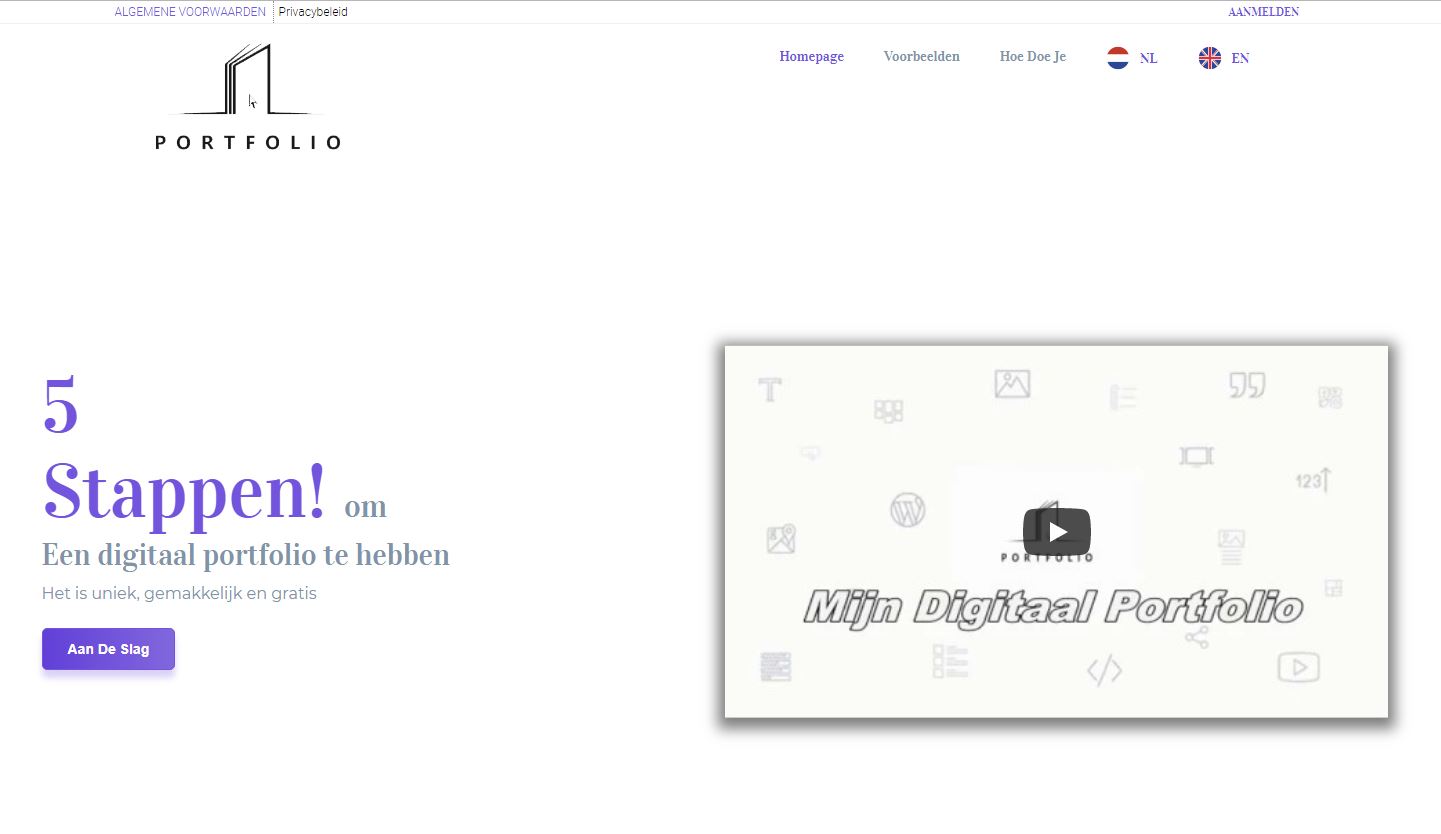 ALGEMENE VOORWAARDEN Privacybeleid AANMELDEN
Homepage Voorbeelden Hoe Doe Je NL EN
PORTFOLIO
5
Stappen! om
Een digitaal portfolio te hebben
Het is uniek, gemakkelijk en gratis
Aan De Slag
T
123
PORTFOLIO
Mijn Digitaal Portfolio